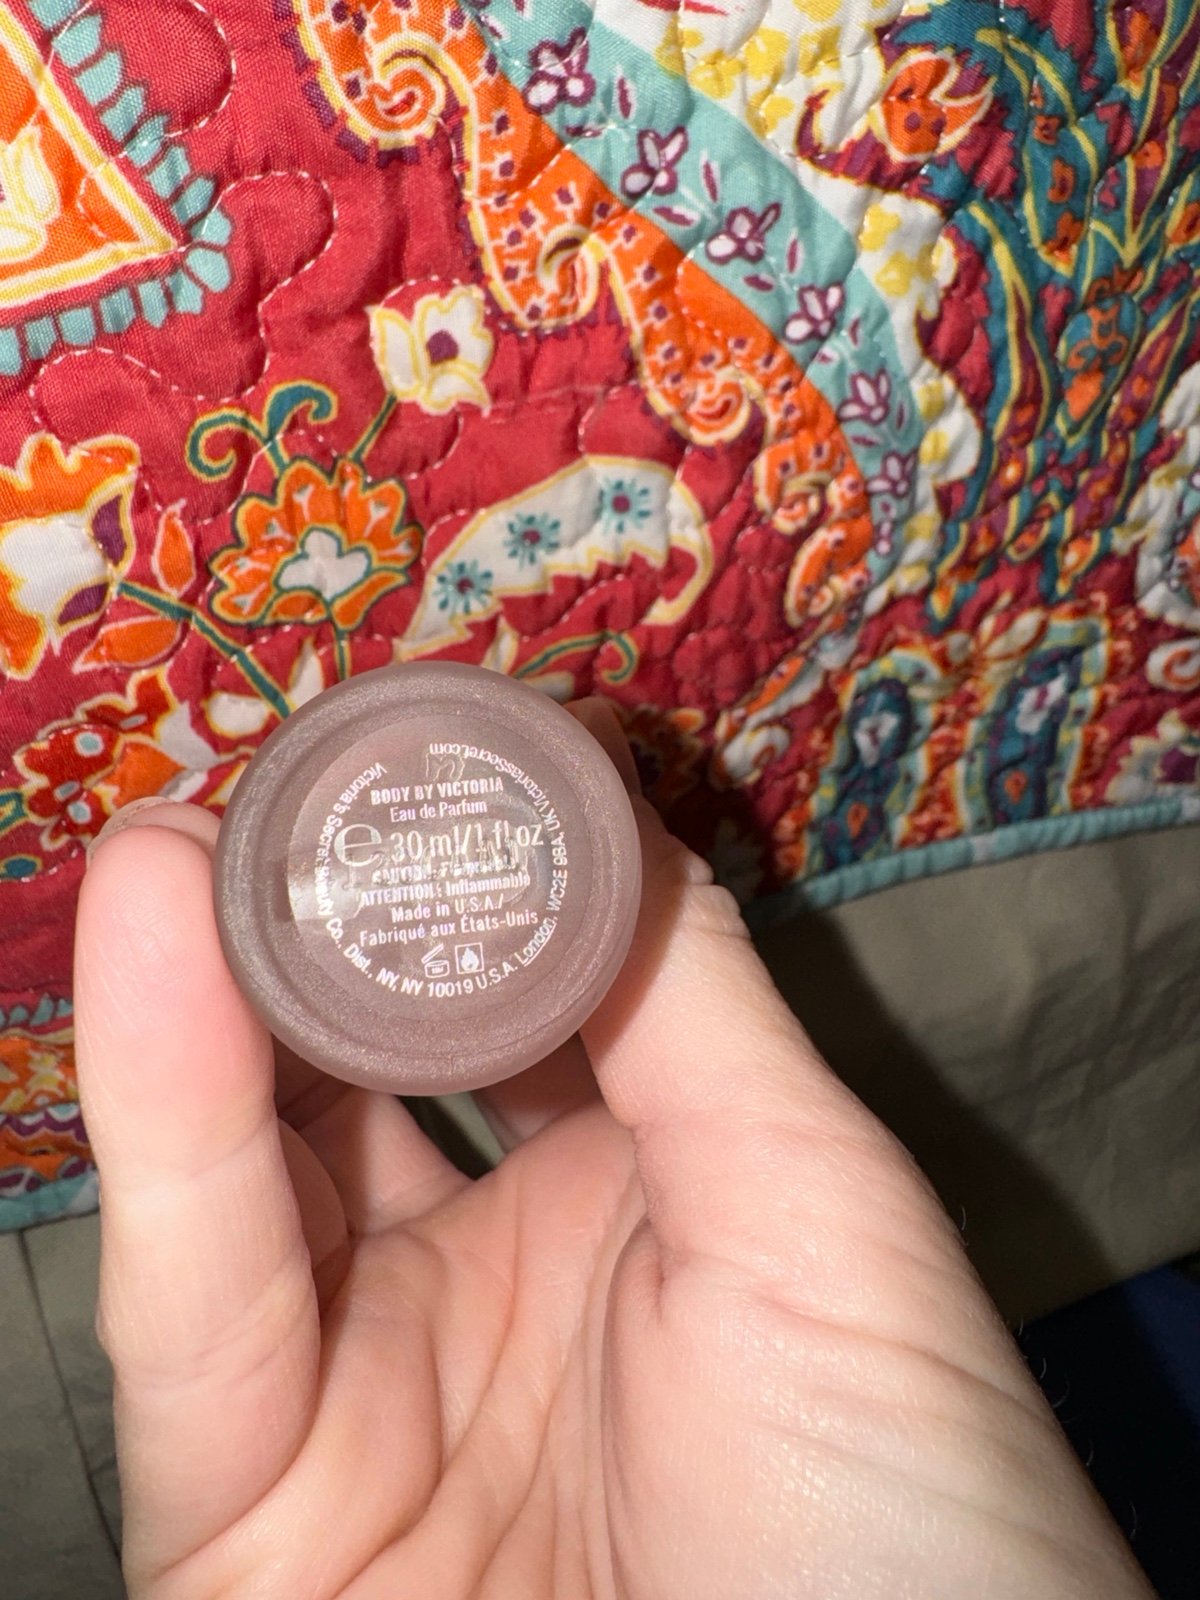 BODY BY VICTORIA
Eau de Parfum
e 30 ml/1 fl oz
ATTENTION: Inflammable
Made in U.S.A./
Fabriqué aux États-Unis
Victoria's Secret Beauty Co., Dist., NY, NY 10019 U.S.A. London, WC2E 9BA, UK VictoriasSecret.com